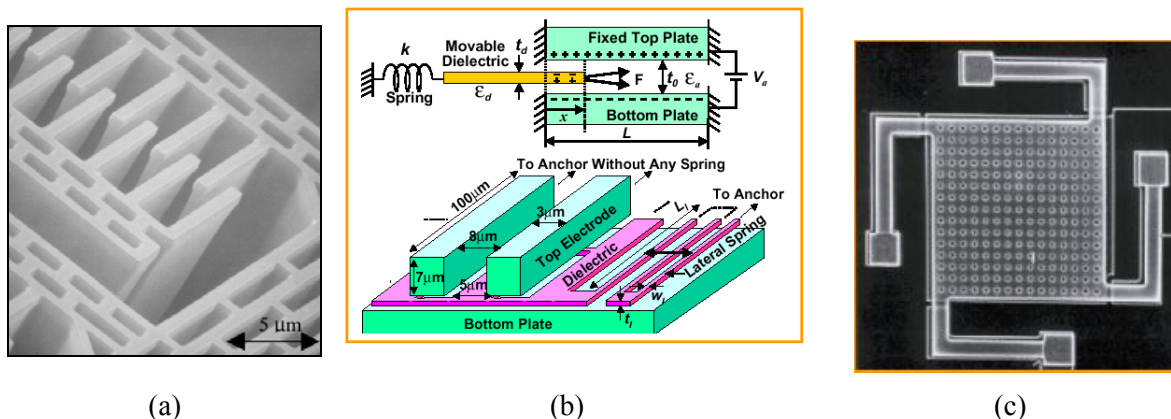 5 μm
k
Movable
Dielectric
t_d
Fixed Top Plate
+ + + + + + + + + + + + +
Spring
ε_d
F
t_0 ε_a
V_a
x
Bottom Plate
L
To Anchor Without Any Spring
To Anchor
100μm
3μm
L_l
8μm
Top Electrode
Dielectric
Lateral Spring
7μm
5μm
w_l
t_l
Bottom Plate
(a)
(b)
(c)